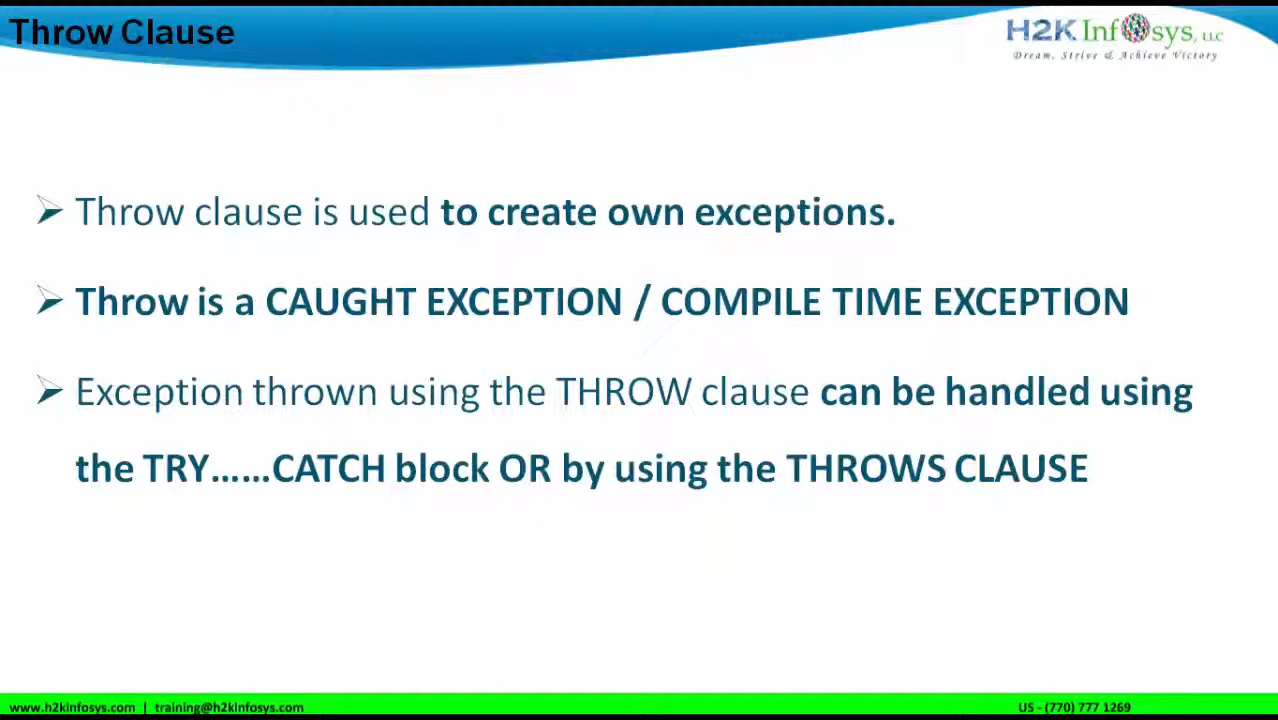 Throw Clause
H2K Infosys, LLC
Dream, Strive & Achieve Victory
Throw clause is used to create own exceptions.
Throw is a CAUGHT EXCEPTION / COMPILE TIME EXCEPTION
Exception thrown using the THROW clause can be handled using
the TRY......CATCH block OR by using the THROWS CLAUSE
www.h2kinfosys.com | training@h2kinfosys.com
US - (770) 777 1269